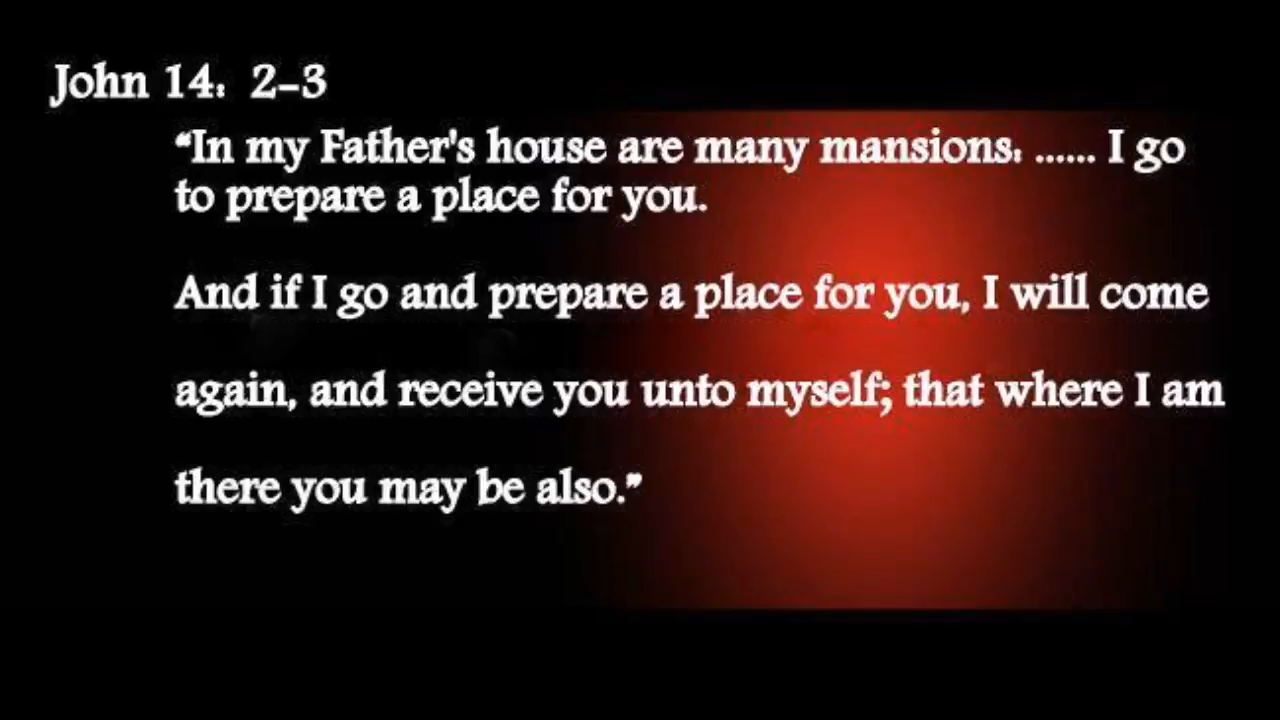 John 14: 2-3
“In my Father's house are many mansions: ...... I go
to prepare a place for you.
And if I go and prepare a place for you, I will come
again, and receive you unto myself; that where I am
there you may be also.”